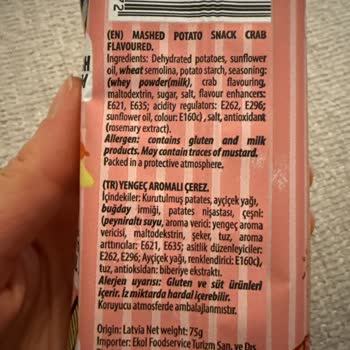 (EN) MASHED POTATO SNACK CRAB
FLAVOURED.
Ingredients: Dehydrated potatoes, sunflower
oil, wheat semolina, potato starch, seasoning:
(whey powder(milk), crab flavouring,
maltodextrin, sugar, salt, flavour enhancers:
E621, E635; acidity regulators: E262, E296;
sunflower oil, colour: E160c) , salt, antioxidant
(rosemary extract).
Allergen: contains gluten and milk
products. May contain traces of mustard.
Packed in a protective atmosphere.
(TR) YENGEÇ AROMALI ÇEREZ.
İçindekiler: Kurutulmuş patates, ayçiçek yağı,
buğday irmiği, patates nişastası, çeşni:
(peyniraltı suyu, aroma verici: yengeç aroma
vericisi, maltodekstrin, şeker, tuz, aroma
arttırıcılar: E621, E635; asitlik düzenleyiciler:
E262, E296; Ayçiçek yağı, renklendirici: E160c),
tuz, antioksidan: biberiye ekstraktı.
Alerjen uyarısı: Gluten ve süt ürünleri
içerir. İz miktarda hardal içerebilir.
Koruyucu atmosferde ambalajlanmıştır.
Origin: Latvia Net weight: 75g
Importer: Ekol Foodservice Turizm San. ve Dış